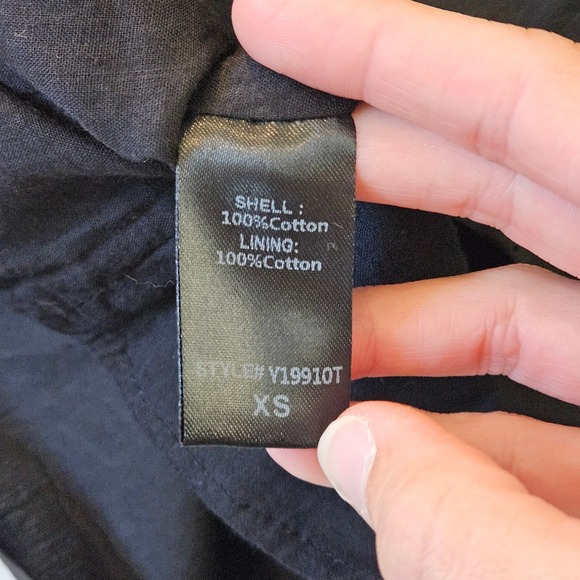 SHELL :
100%Cotton
LINING:
100%Cotton
STYLE# Y19910T
XS